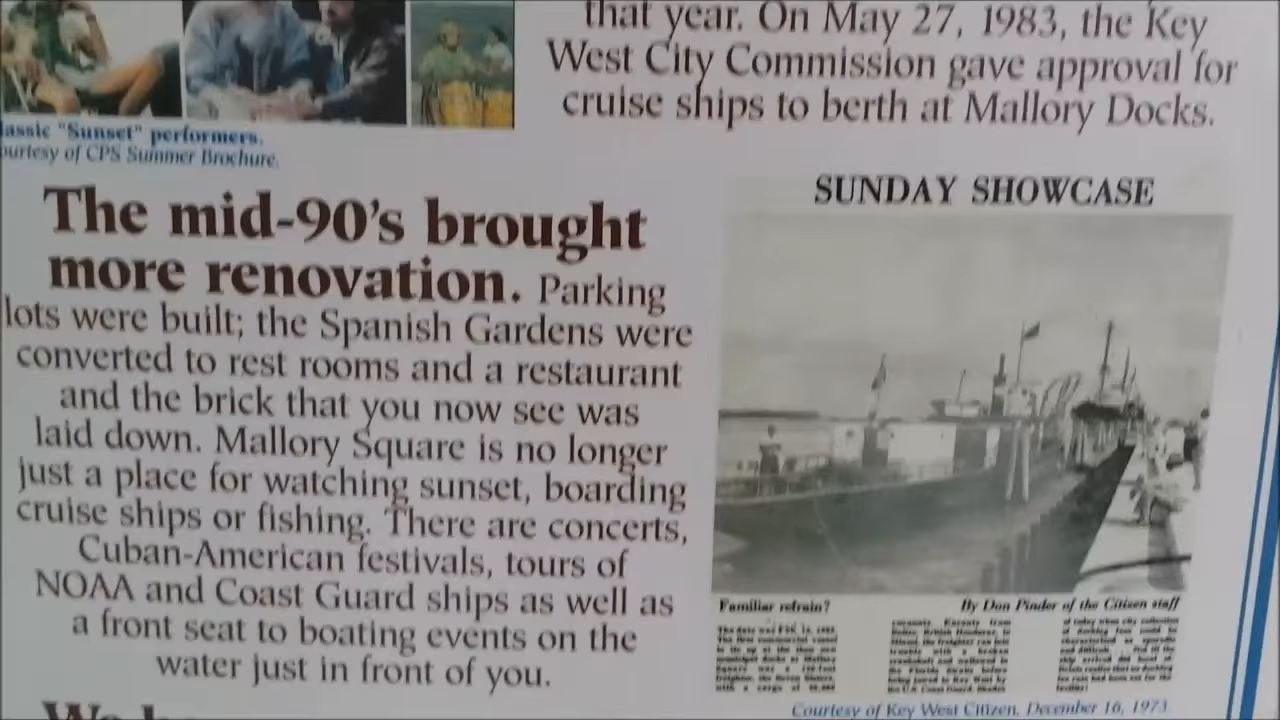 that year. On May 27, 1983, the Key
West City Commission gave approval for
cruise ships to berth at Mallory Docks.
lassic "Sunset" performers.
ourtesy of CPS Summer Brochure.
The mid-90's brought
more renovation. Parking
lots were built; the Spanish Gardens were
converted to rest rooms and a restaurant
and the brick that you now see was
laid down. Mallory Square is no longer
just a place for watching sunset, boarding
cruise ships or fishing. There are concerts,
Cuban-American festivals, tours of
NOAA and Coast Guard ships as well as
a front seat to boating events on the
water just in front of you.
SUNDAY SHOWCASE
Familiar refrain?
By Don Pinder of the Citizen staff
Courtesy of Key West Citizen, December 16, 1973